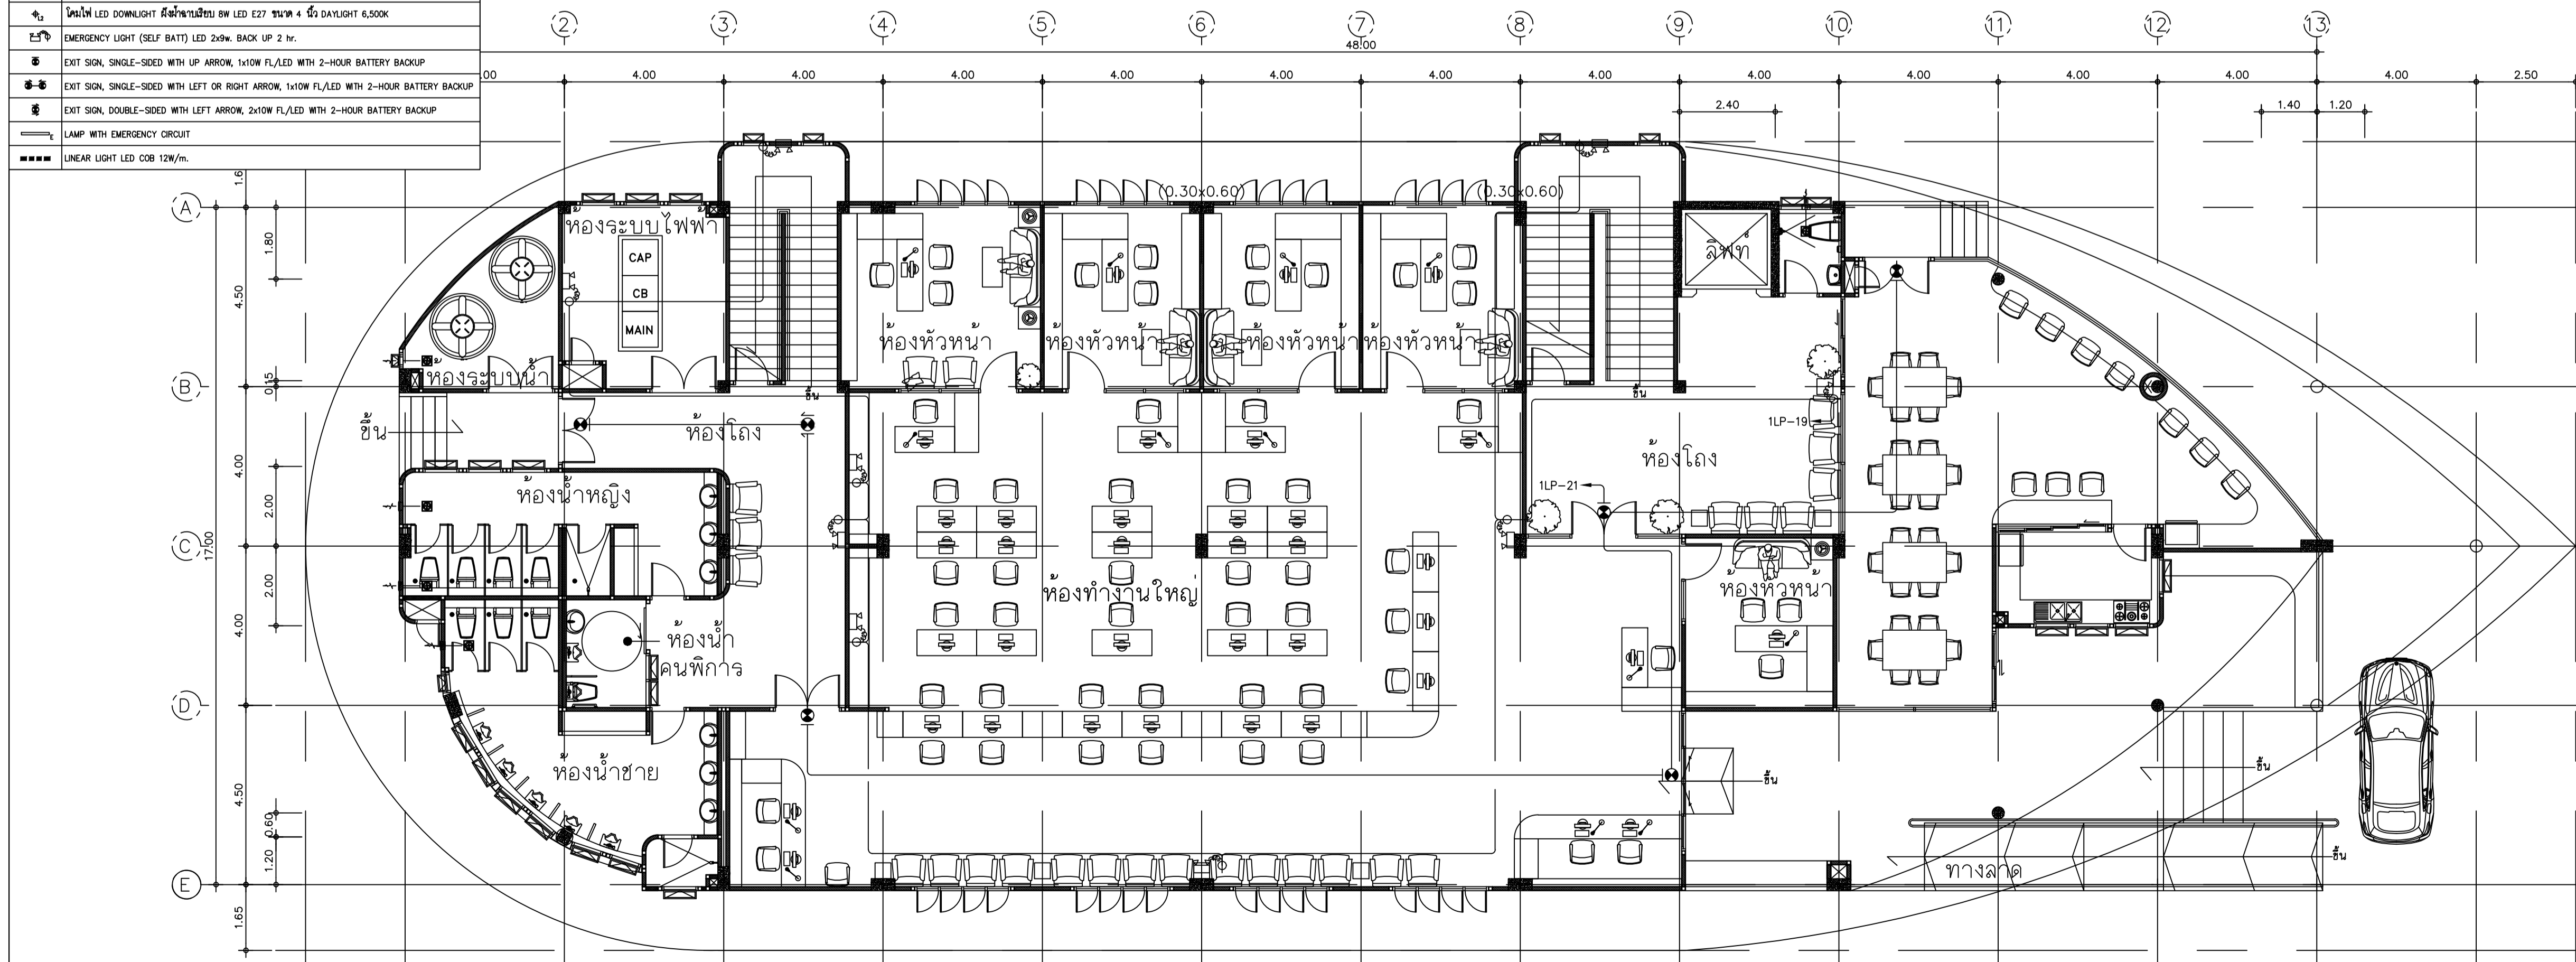 L2 โคมไฟ LED DOWNLIGHT ฝังฝ้าฉาบเรียบ 8W LED E27 ขนาด 4 นิ้ว DAYLIGHT 6,500K
EMERGENCY LIGHT (SELF BATT) LED 2x9w. BACK UP 2 hr.
EXIT SIGN, SINGLE-SIDED WITH UP ARROW, 1x10W FL/LED WITH 2-HOUR BATTERY BACKUP
EXIT SIGN, SINGLE-SIDED WITH LEFT OR RIGHT ARROW, 1x10W FL/LED WITH 2-HOUR BATTERY BACKUP
EXIT SIGN, DOUBLE-SIDED WITH LEFT ARROW, 2x10W FL/LED WITH 2-HOUR BATTERY BACKUP
E LAMP WITH EMERGENCY CIRCUIT
LINEAR LIGHT LED COB 12W/m.
2 3 4 5 6 7 8 9 10 11 12 13
48.00
.00 4.00 4.00 4.00 4.00 4.00 4.00 4.00 4.00 4.00 4.00 4.00 4.00 2.50
2.40 1.40 1.20
1.6
(0.30x0.60) (0.30x0.60)
A
ห้องระบบไฟฟ้า
1.80
ลิฟท์
CAP
CB
MAIN
4.50
ห้องหัวหน้า ห้องหัวหน้า ห้องหัวหน้า ห้องหัวหน้า
ห้องระบบน้ำ
0.15
B
ขึ้น ขึ้น
ขึ้น
ห้องโถง
1LP-19
ห้องโถง
4.00
1LP-21
ห้องน้ำหญิง
2.00
C
17.00
2.00
ห้องหัวหน้า
ห้องทำงานใหญ่
4.00
ห้องน้ำ
คนพิการ
D
ห้องน้ำชาย
ขึ้น
ขึ้น
4.50
0.60
1.20
ขึ้น
ทางลาด
E
1.65